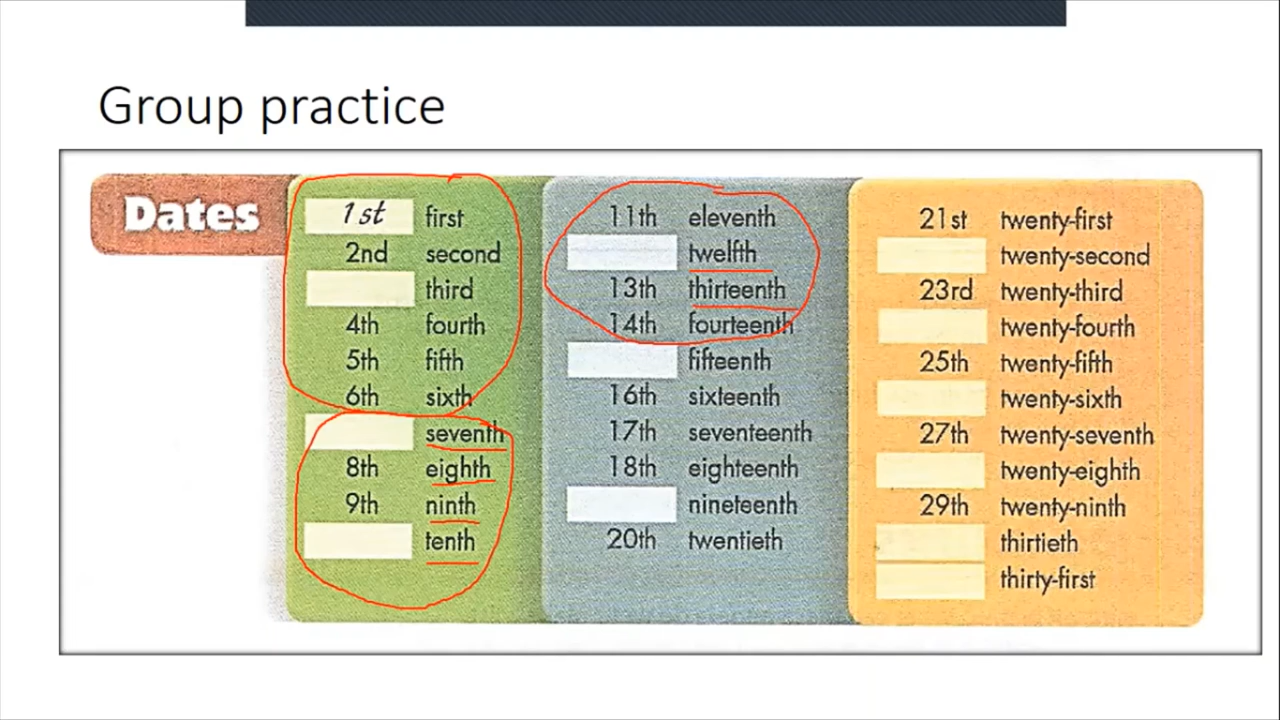 Group practice
Dates
1st first
2nd second
third
4th fourth
5th fifth
6th sixth
seventh
8th eighth
9th ninth
tenth
11th eleventh
twelfth
13th thirteenth
14th fourteenth
fifteenth
16th sixteenth
17th seventeenth
18th eighteenth
nineteenth
20th twentieth
21st twenty-first
twenty-second
23rd twenty-third
twenty-fourth
25th twenty-fifth
twenty-sixth
27th twenty-seventh
twenty-eighth
29th twenty-ninth
thirtieth
thirty-first